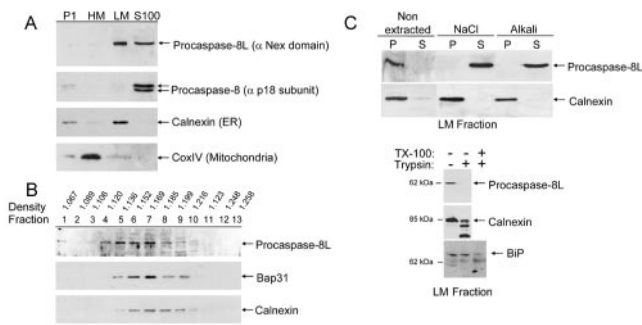 A
P1 HM LM S100
Procaspase-8L (α Nex domain)
Procaspase-8 (α p18 subunit)
Calnexin (ER)
CoxIV (Mitochondria)
B
Density 1.067 1.089 1.106 1.120 1.136 1.152 1.169 1.185 1.199 1.216 1.123 1.248 1.258
Fraction 1 2 3 4 5 6 7 8 9 10 11 12 13
Procaspase-8L
Bap31
Calnexin
C
Non extracted NaCl Alkali
P S P S P S
Procaspase-8L
Calnexin
LM Fraction
TX-100: - - +
Trypsin: - + +
62 kDa Procaspase-8L
85 kDa Calnexin
BiP
62 kDa
LM Fraction